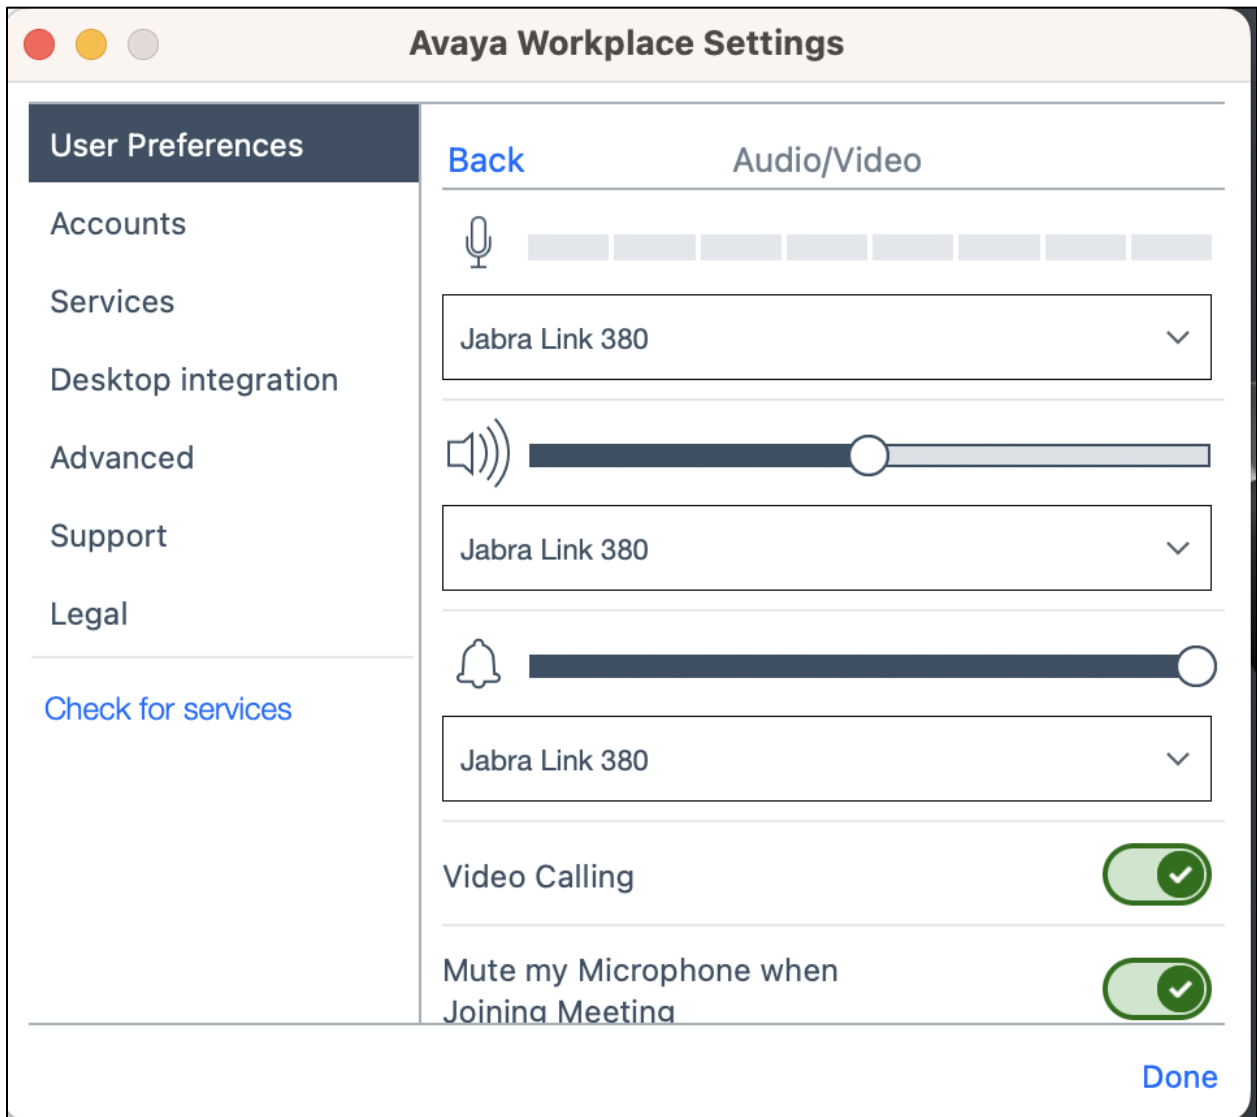 Avaya Workplace Settings
User Preferences
Accounts
Services
Desktop integration
Advanced
Support
Legal
Check for services
Back
Audio/Video
Jabra Link 380
Jabra Link 380
Jabra Link 380
Video Calling
Mute my Microphone when
Joining Meeting
Done